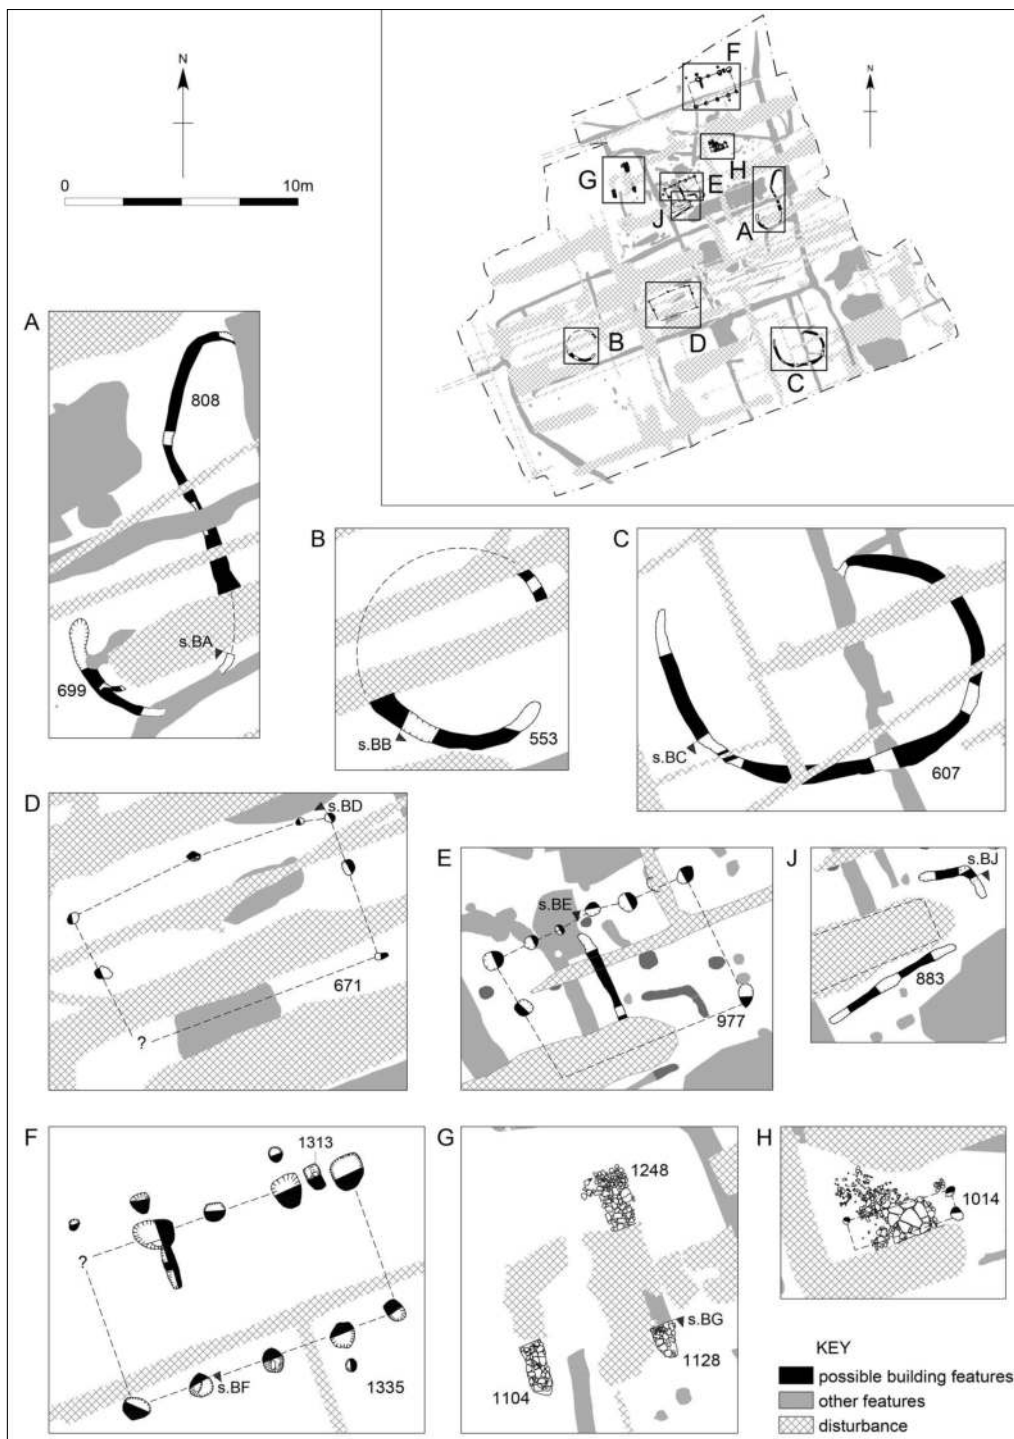 N
0 10m
F
N
G
E
H
J
A
B
D
C
A
808
s.BA
699
B
s.BB
553
C
s.BC
607
D
s.BD
671
?
E
s.BE
977
J
s.BJ
883
F
1313
?
s.BF
1335
G
1248
s.BG
1128
1104
H
1014
KEY
possible building features
other features
disturbance